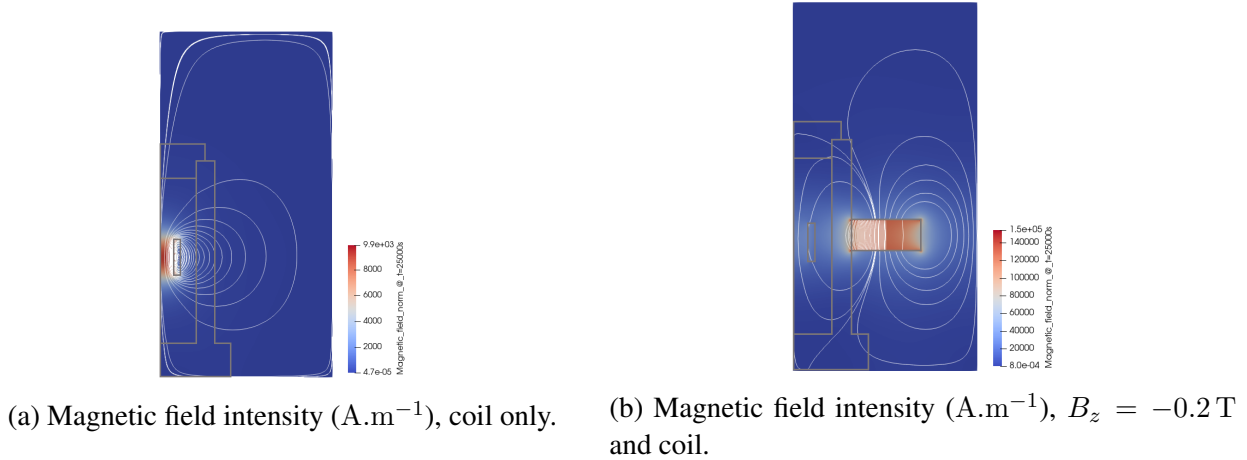 9.9e+03
8000
6000
4000
2000
4.7e-05
Magnetic_field_norm_@_t=25000s
1.5e+05
140000
120000
100000
80000
60000
40000
20000
8.0e-04
Magnetic_field_norm_@_t=25000s
(a) Magnetic field intensity (A.m⁻¹), coil only.
(b) Magnetic field intensity (A.m⁻¹), B_z = −0.2 T
and coil.